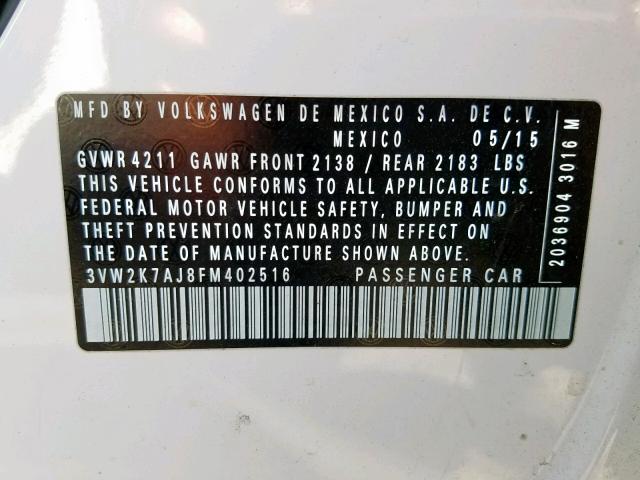 MFD BY VOLKSWAGEN DE MEXICO S.A. DE C.V.
MEXICO 05/15
GVWR 4211 GAWR FRONT 2138 / REAR 2183 LBS
THIS VEHICLE CONFORMS TO ALL APPLICABLE U.S.
FEDERAL MOTOR VEHICLE SAFETY, BUMPER AND
THEFT PREVENTION STANDARDS IN EFFECT ON
THE DATE OF MANUFACTURE SHOWN ABOVE.
3VW2K7AJ8FM402516 PASSENGER CAR
2036904 3016 M